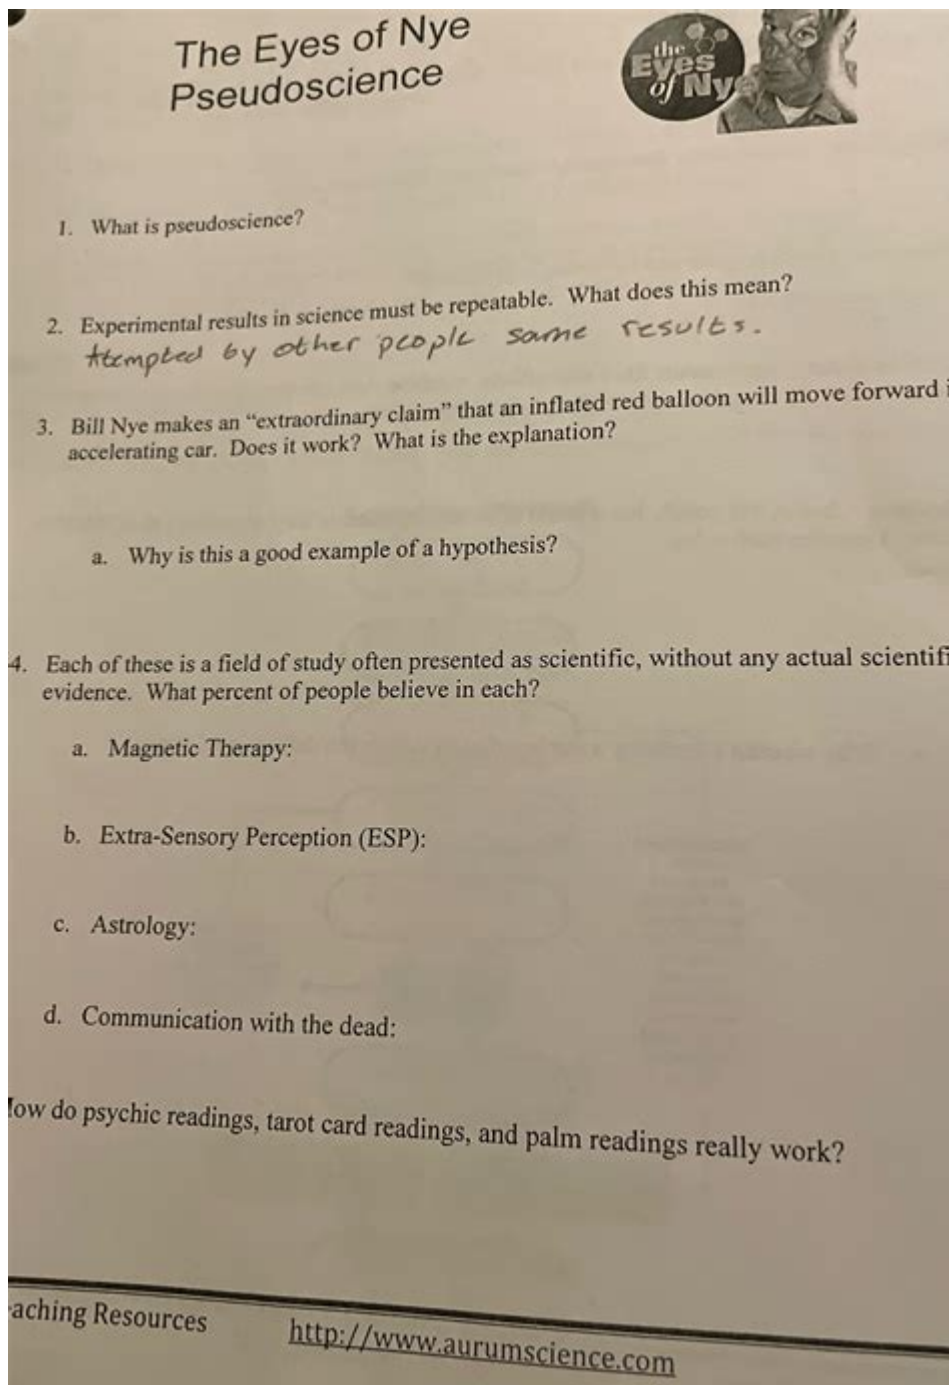 The Eyes of Nye
Pseudoscience
the
Eyes
of Nye
1. What is pseudoscience?
2. Experimental results in science must be repeatable. What does this mean?
Attempted by other people same results.
3. Bill Nye makes an “extraordinary claim” that an inflated red balloon will move forward
accelerating car. Does it work? What is the explanation?
a. Why is this a good example of a hypothesis?
4. Each of these is a field of study often presented as scientific, without any actual scientifi
evidence. What percent of people believe in each?
a. Magnetic Therapy:
b. Extra-Sensory Perception (ESP):
c. Astrology:
d. Communication with the dead:
ow do psychic readings, tarot card readings, and palm readings really work?
aching Resources http://www.aurumscience.com